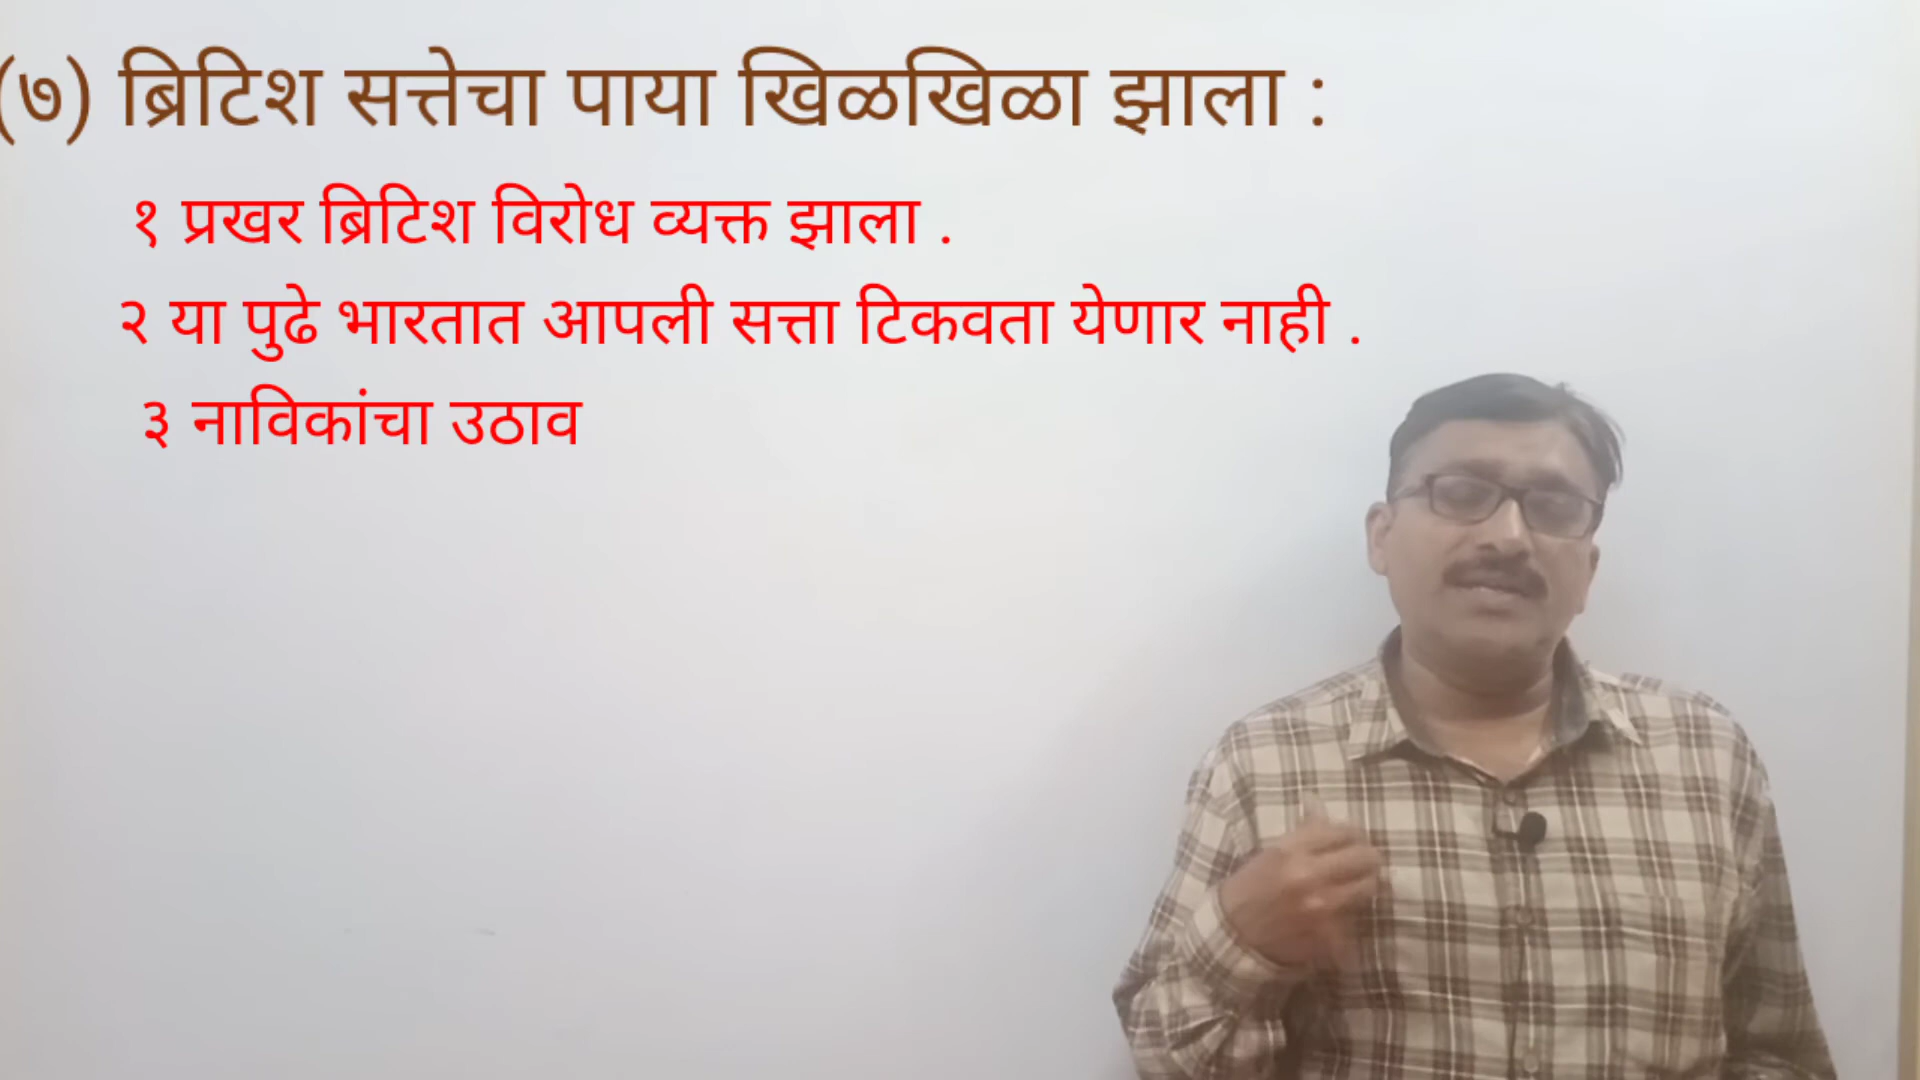 (७) ब्रिटिश सत्तेचा पाया खिळखिळा झाला :
१ प्रखर ब्रिटिश विरोध व्यक्त झाला .
२ या पुढे भारतात आपली सत्ता टिकवता येणार नाही .
३ नाविकांचा उठाव